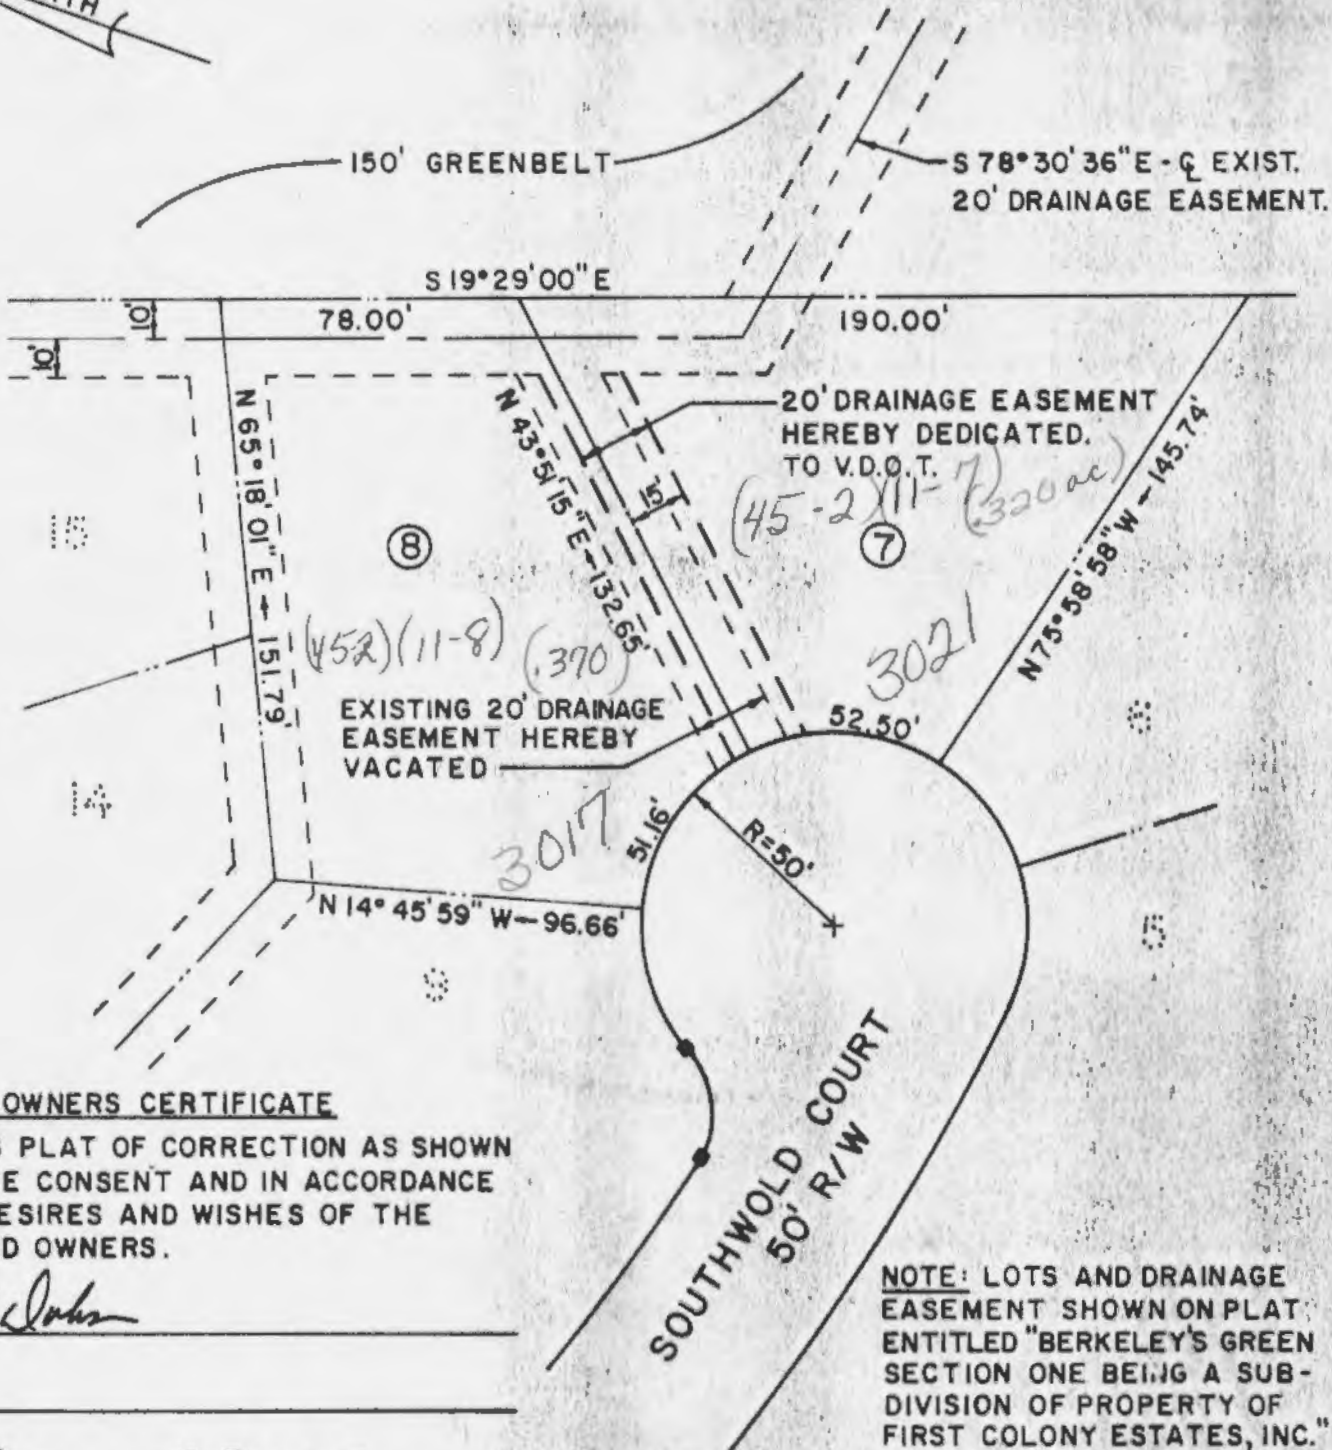 150' GREENBELT
S 78°30'36" E - ℄ EXIST.
20' DRAINAGE EASEMENT.
S 19°29'00" E
10'
78.00'
190.00'
10'
N 65°18'01" E - 151.79'
N 43°51'15" E - 132.65'
20' DRAINAGE EASEMENT
HEREBY DEDICATED.
TO V.D.O.T.
(45-2)(11-7)
(.320 ac)
N 75°58'58" W - 145.74'
15
8
7
(452)(11-8)
(.370)
3021
EXISTING 20' DRAINAGE
EASEMENT HEREBY
VACATED
52.50'
6
14
3017
51.16'
R=50'
N 14°45'59" W - 96.66'
9
5
SOUTHWOLD COURT
50' R/W
OWNERS CERTIFICATE
PLAT OF CORRECTION AS SHOWN
E CONSENT AND IN ACCORDANCE
ESIRES AND WISHES OF THE
D OWNERS.
NOTE: LOTS AND DRAINAGE
EASEMENT SHOWN ON PLAT
ENTITLED "BERKELEY'S GREEN
SECTION ONE BEING A SUB-
DIVISION OF PROPERTY OF
FIRST COLONY ESTATES, INC."